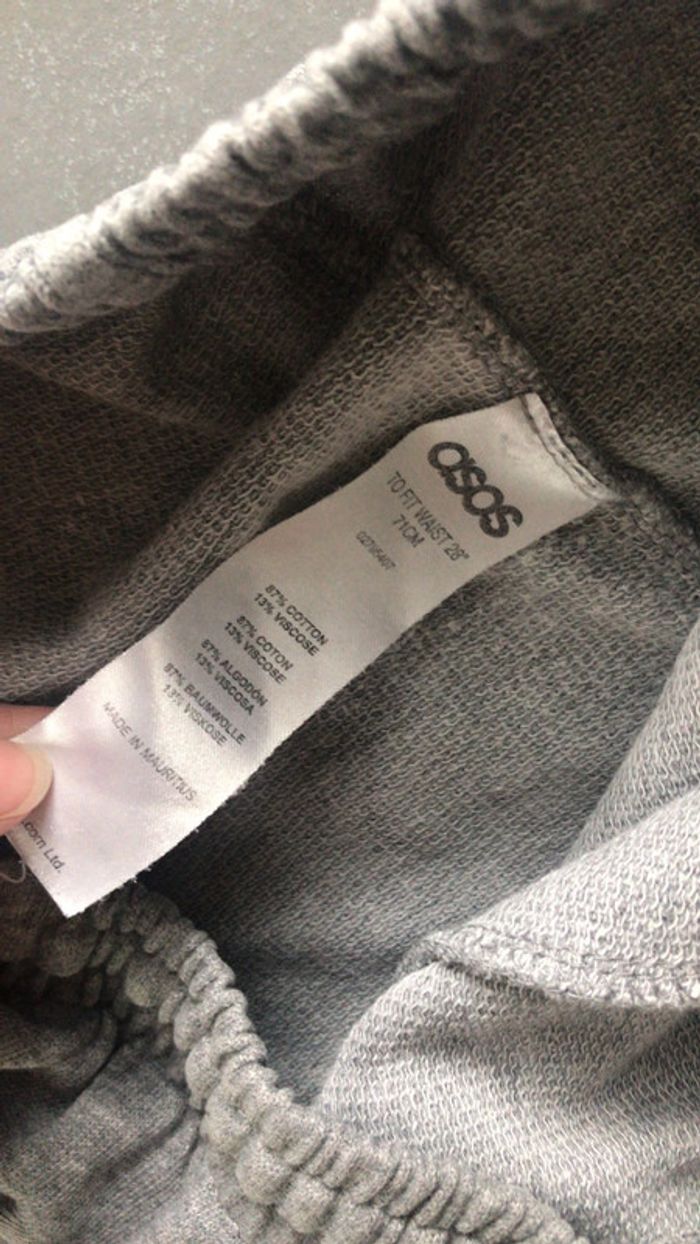 asos
TO FIT WAIST 28"
71CM
87% COTTON
13% VISCOSE
87% COTON
13% VISCOSE
87% ALGODÓN
13% VISCOSA
87% BAUMWOLLE
13% VISKOSE
MADE IN MAURITIUS
.com Ltd.